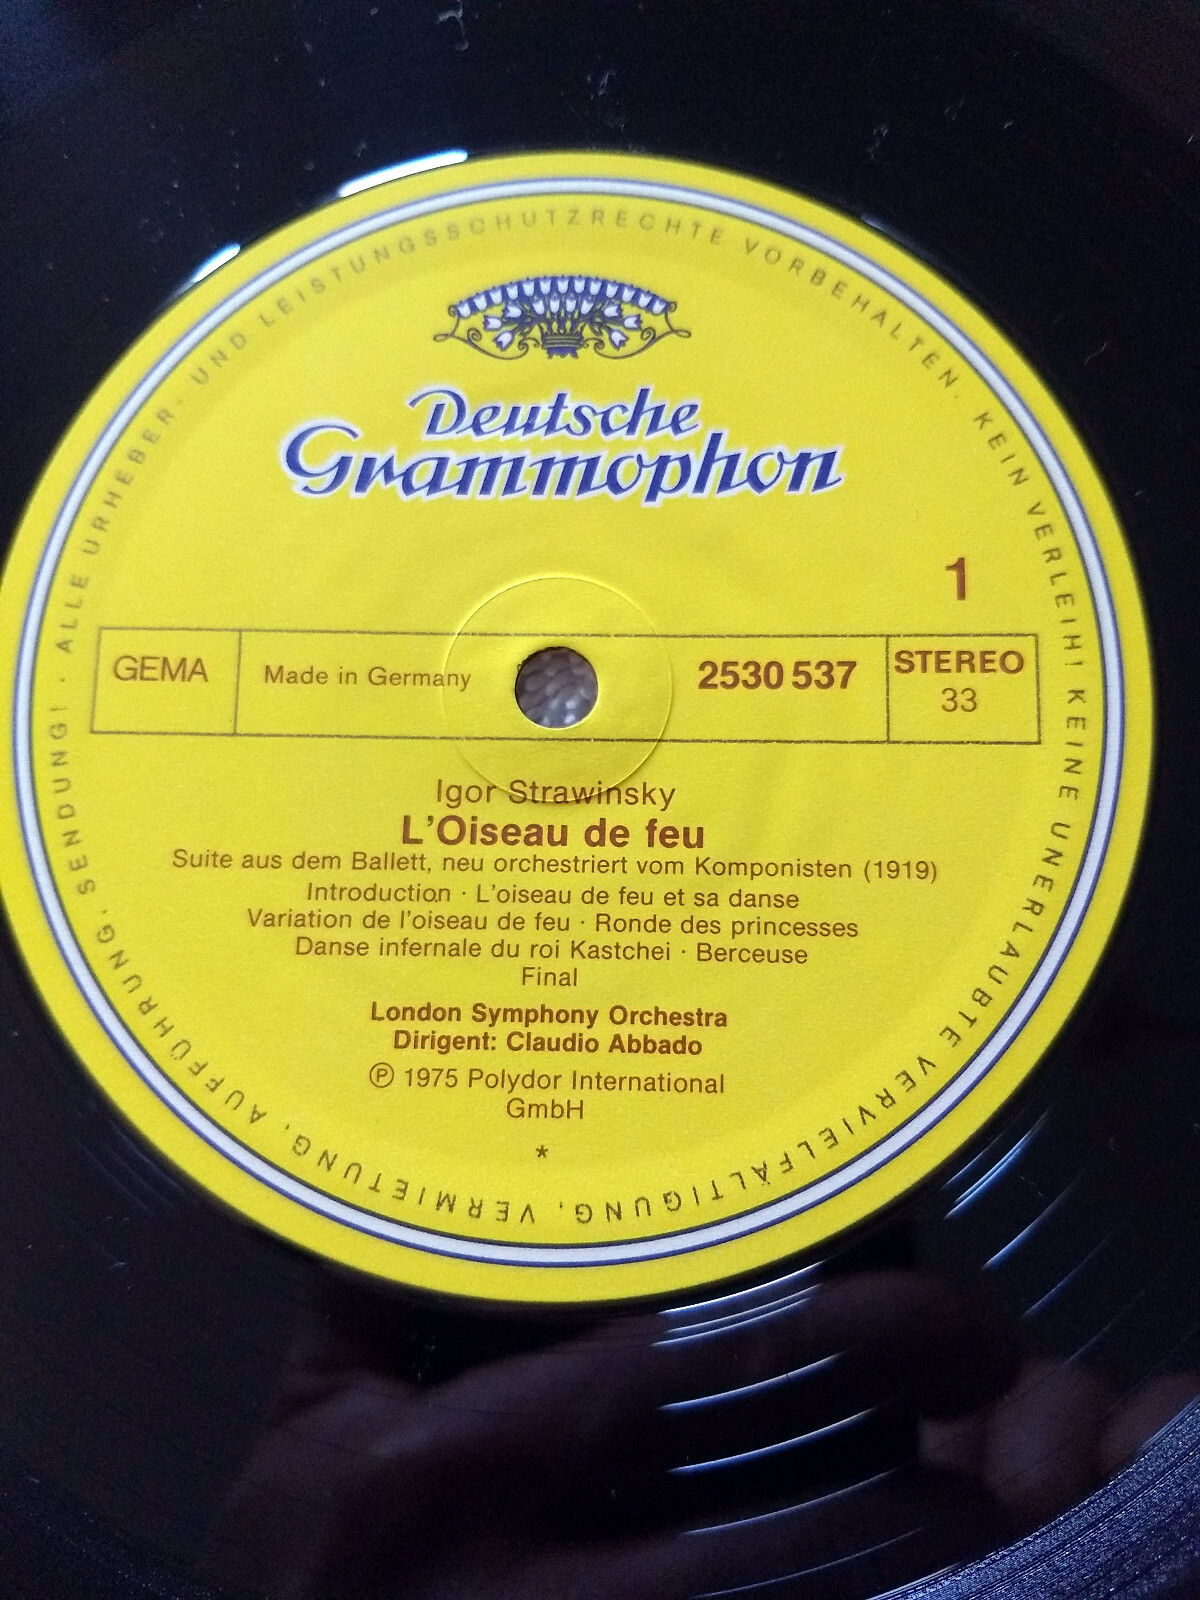 ALLE URHEBER- UND LEISTUNGSSCHUTZRECHTE VORBEHALTEN. KEIN VERLEIH! KEINE UNERLAUBTE VERVIELFÄLTIGUNG, VERMIETUNG, AUFFÜHRUNG, SENDUNG!
Deutsche
Grammophon
1
GEMA
Made in Germany
2530 537
STEREO
33
Igor Strawinsky
L'Oiseau de feu
Suite aus dem Ballett, neu orchestriert vom Komponisten (1919)
Introduction · L'oiseau de feu et sa danse
Variation de l'oiseau de feu · Ronde des princesses
Danse infernale du roi Kastchei · Berceuse
Final
London Symphony Orchestra
Dirigent: Claudio Abbado
℗ 1975 Polydor International
GmbH
*